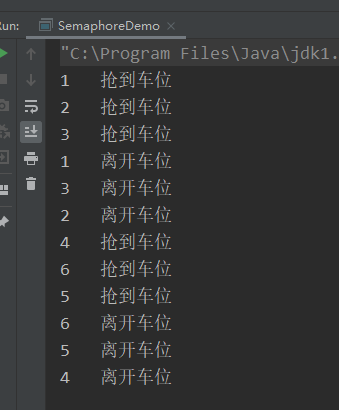 Run: SemaphoreDemo
"C:\Program Files\Java\jdk1.
1 抢到车位
2 抢到车位
3 抢到车位
1 离开车位
3 离开车位
2 离开车位
4 抢到车位
6 抢到车位
5 抢到车位
6 离开车位
5 离开车位
4 离开车位